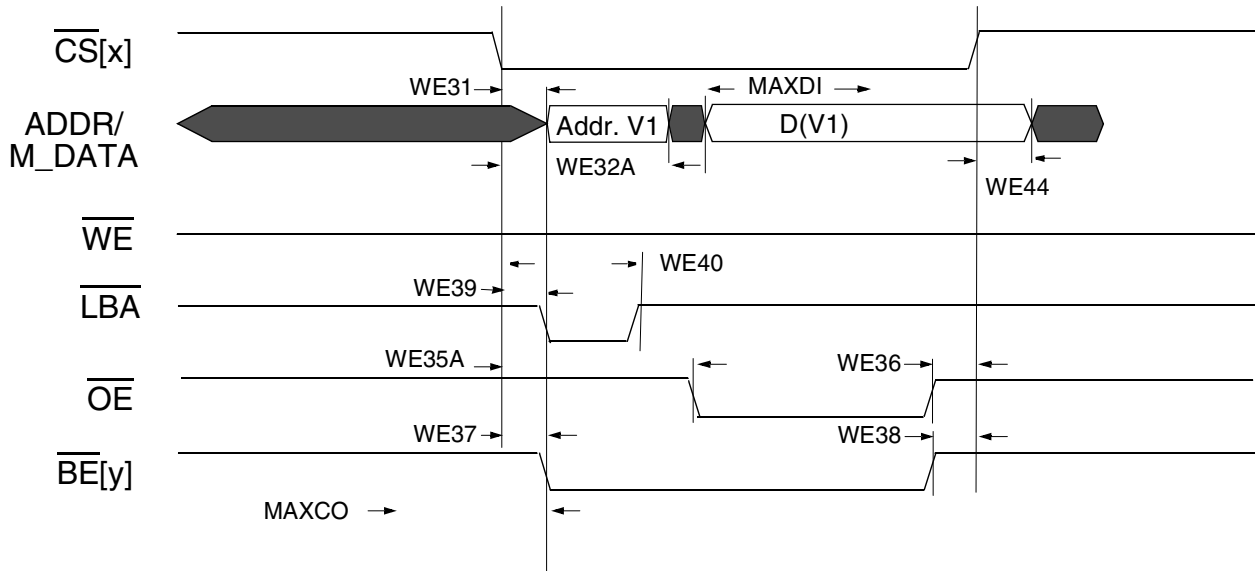 CS[x]
WE31
MAXDI
ADDR/
M_DATA
Addr. V1
D(V1)
WE32A
WE44
WE
WE40
WE39
LBA
WE35A
WE36
OE
WE37
WE38
BE[y]
MAXCO